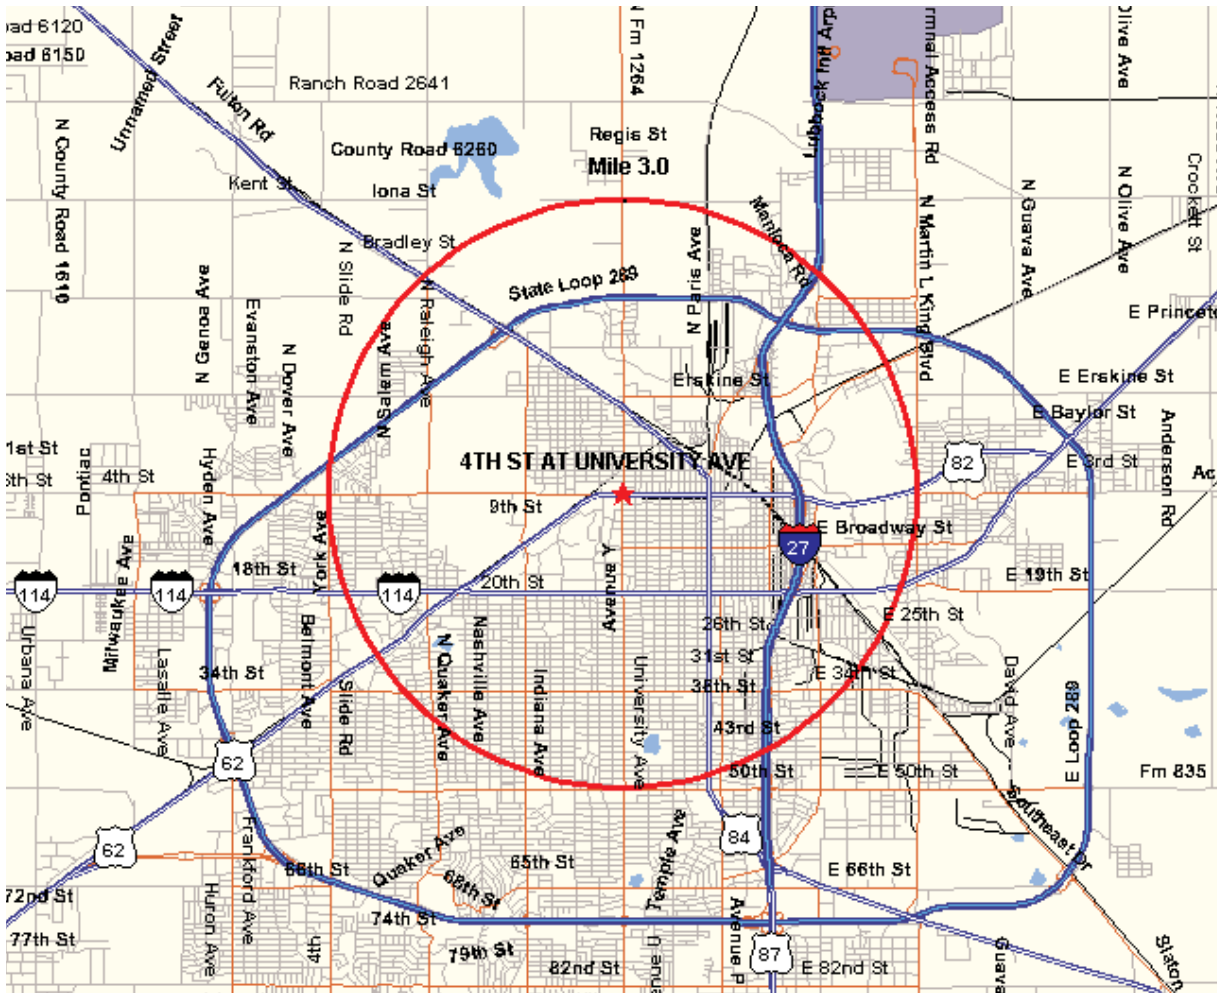 oad 6120
oad 6150
Unnamed Street
Fulton Rd
Ranch Road 2641
N Fm 1264
Lubbock Intl Arp
rmnal Access Rd
Olive Ave
N County Road 1610
County Road 6260
Regis St
Mile 3.0
Kent St
Iona St
Bradley St
N Slide Rd
N Paris Ave
Manioca Rd
N Martin L King Blvd
N Guava Ave
N Olive Ave
Crockett St
N Genoa Ave
Evanston Ave
N Dover Ave
N Salem Ave
N Raleigh Ave
State Loop 289
E Princet
Erskine St
E Erskine St
E Baylor St
1st St
Pontiac
4th St
Hyden Ave
4TH ST AT UNIVERSITY AVE
82
E 3rd St
Anderson Rd
Ac
9th St
York Ave
E Broadway St
27
Milwaukee Ave
18th St
20th St
Avenue Y
E 19th St
114
114
114
Urbana Ave
Lasalle Ave
34th St
Belmont Ave
Slide Rd
N Quaker Ave
Nashville Ave
Indiana Ave
University Ave
26th St
31st St
38th St
43rd St
50th St
E 25th St
E 34th St
E 50th St
David Ave
E Loop 289
Fm 835
62
62
84
Southeast Dr
Frankford Ave
66th St
Quaker Ave
65th St
68th St
Temple Ave
E 66th St
72nd St
77th St
Huron Ave
74th St
79th St
4th
82nd St
Avenue P
87
E 82nd St
Guava
Slaton